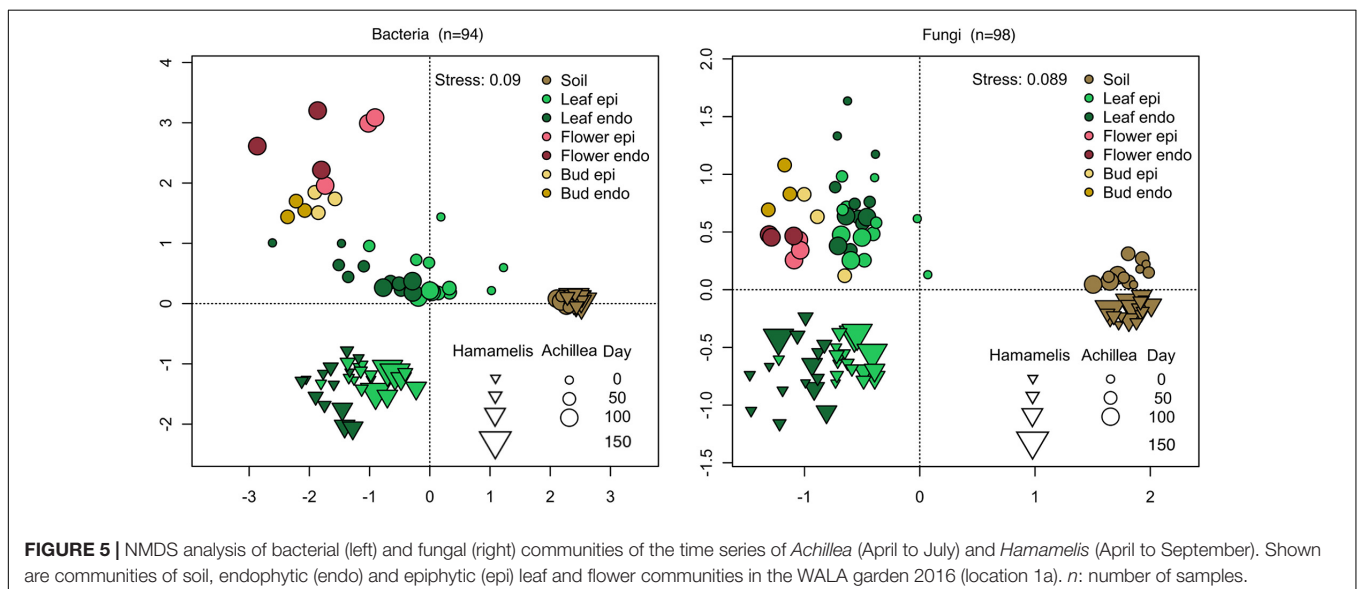 Bacteria (n=94)
Stress: 0.09
Soil
Leaf epi
Leaf endo
Flower epi
Flower endo
Bud epi
Bud endo
Hamamelis Achillea Day
0
50
100
150
4
3
2
1
0
-1
-2
-3 -2 -1 0 1 2 3
Fungi (n=98)
Stress: 0.089
Soil
Leaf epi
Leaf endo
Flower epi
Flower endo
Bud epi
Bud endo
Hamamelis Achillea Day
0
50
100
150
2.0
1.5
1.0
0.5
0.0
-0.5
-1.0
-1.5
-1 0 1 2
FIGURE 5 | NMDS analysis of bacterial (left) and fungal (right) communities of the time series of Achillea (April to July) and Hamamelis (April to September). Shown
are communities of soil, endophytic (endo) and epiphytic (epi) leaf and flower communities in the WALA garden 2016 (location 1a). n: number of samples.